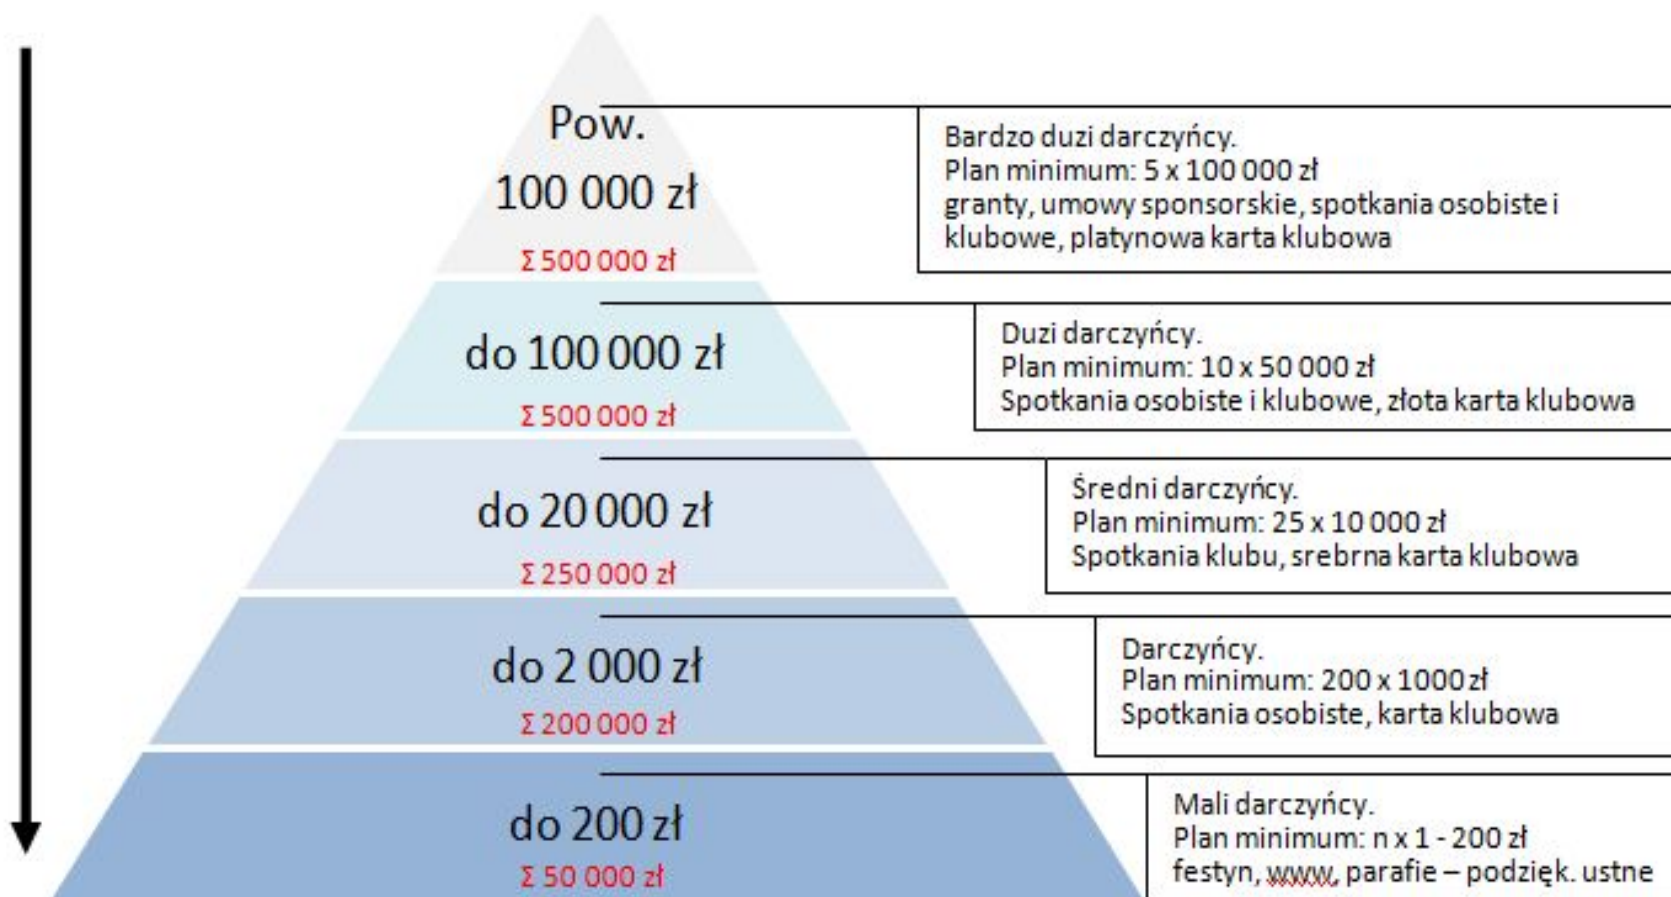 Pow.
100 000 zł
Σ 500 000 zł
Bardzo duzi darczyńcy.
Plan minimum: 5 x 100 000 zł
granty, umowy sponsorskie, spotkania osobiste i
klubowe, platynowa karta klubowa
do 100 000 zł
Σ 500 000 zł
Duzi darczyńcy.
Plan minimum: 10 x 50 000 zł
Spotkania osobiste i klubowe, złota karta klubowa
do 20 000 zł
Σ 250 000 zł
Średni darczyńcy.
Plan minimum: 25 x 10 000 zł
Spotkania klubu, srebrna karta klubowa
do 2 000 zł
Σ 200 000 zł
Darczyńcy.
Plan minimum: 200 x 1000 zł
Spotkania osobiste, karta klubowa
do 200 zł
Σ 50 000 zł
Mali darczyńcy.
Plan minimum: n x 1 - 200 zł
festyn, www, parafie – podzięk. ustne